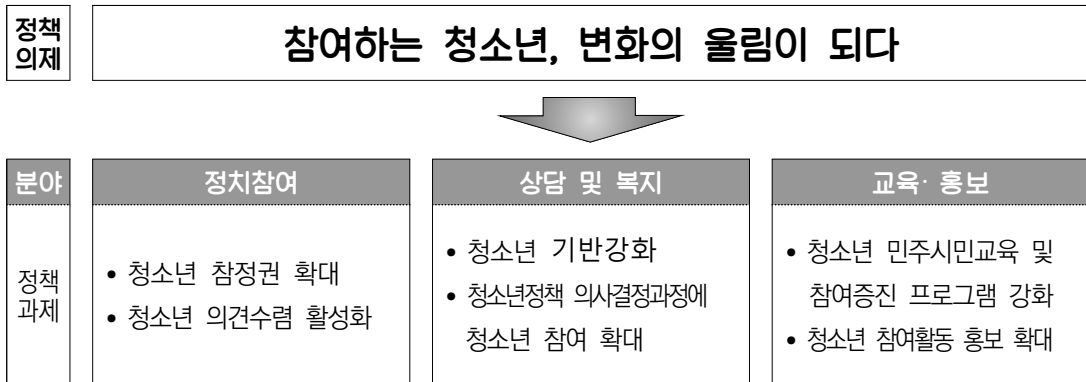 정책
의제
참여하는 청소년, 변화의 울림이 되다
분야
정치참여
상담 및 복지
교육· 홍보
정책
과제
• 청소년 참정권 확대
• 청소년 의견수렴 활성화
• 청소년 기반강화
• 청소년정책 의사결정과정에
청소년 참여 확대
• 청소년 민주시민교육 및
참여증진 프로그램 강화
• 청소년 참여활동 홍보 확대